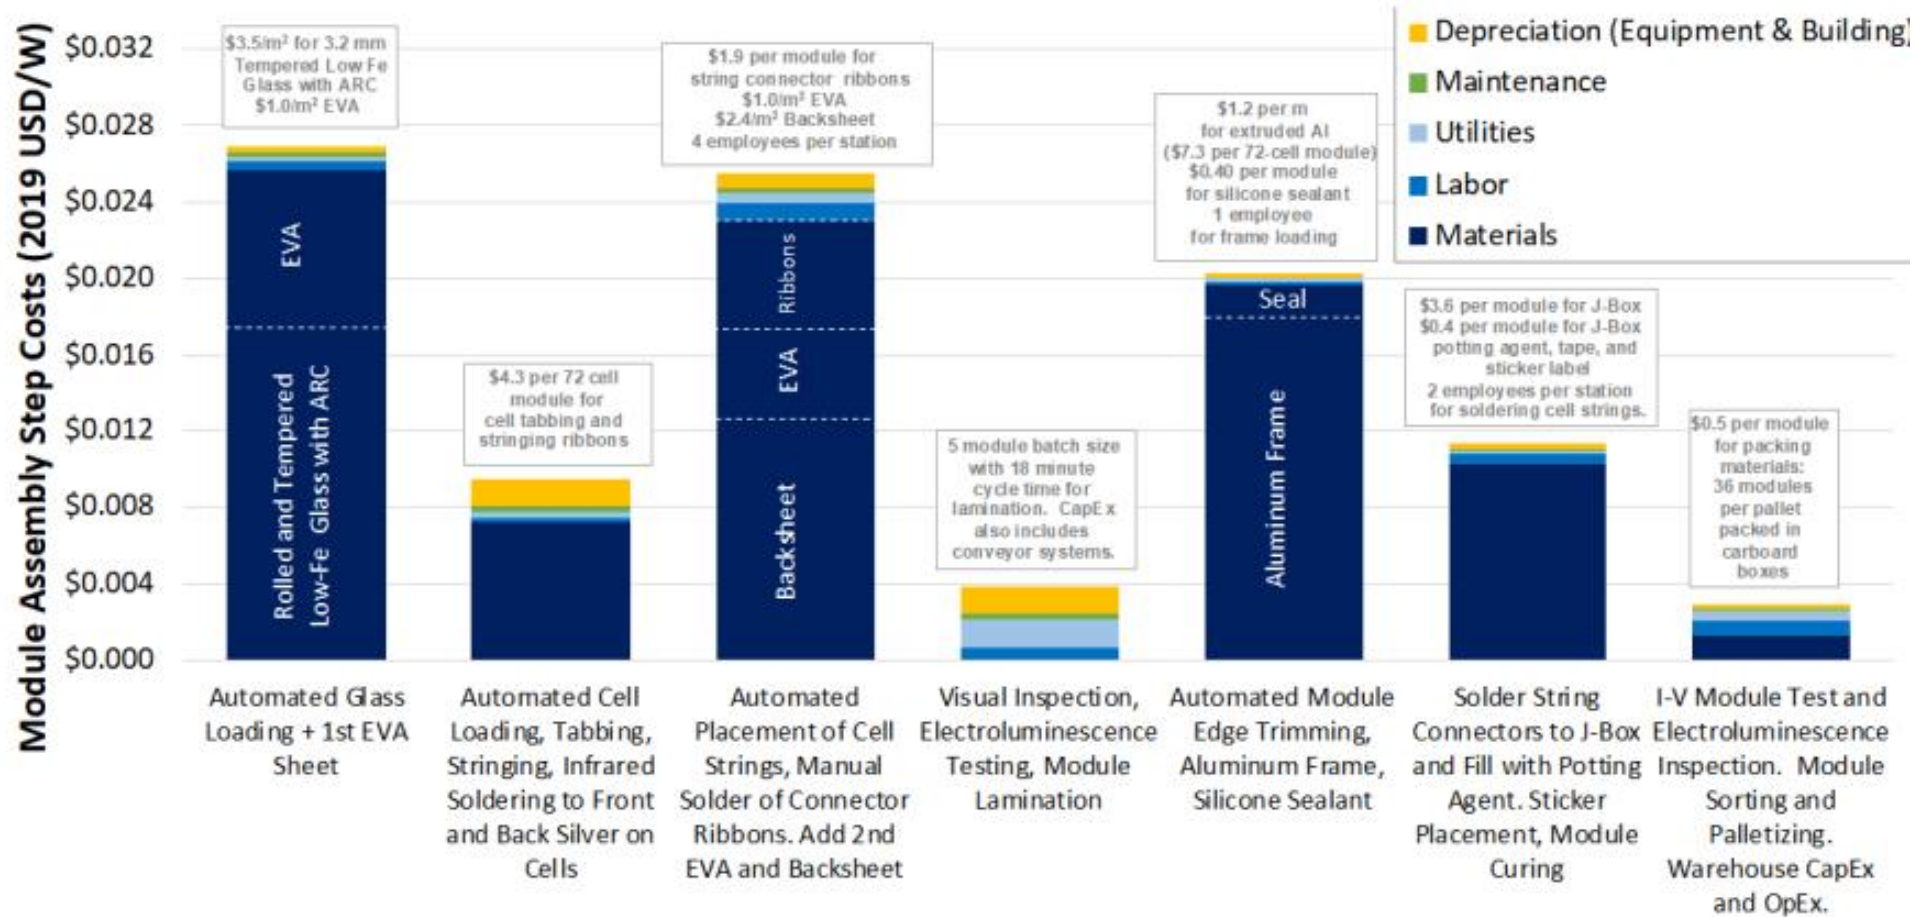 Module Assembly Step Costs (2019 USD/W)
$0.032
$0.028
$0.024
$0.020
$0.016
$0.012
$0.008
$0.004
$0.000
Depreciation (Equipment & Building)
Maintenance
Utilities
Labor
Materials
$3.5/m² for 3.2 mm
Tempered Low Fe
Glass with ARC
$1.0/m² EVA
EVA
Rolled and Tempered
Low-Fe Glass with ARC
Automated Glass
Loading + 1st EVA
Sheet
$4.3 per 72 cell
module for
cell tabbing and
stringing ribbons
Automated Cell
Loading, Tabbing,
Stringing, Infrared
Soldering to Front
and Back Silver on
Cells
$1.9 per module for
string connector ribbons
$1.0/m² EVA
$2.4/m² Backsheet
4 employees per station
Ribbons
EVA
Backsheet
Automated
Placement of Cell
Strings, Manual
Solder of Connector
Ribbons. Add 2nd
EVA and Backsheet
5 module batch size
with 18 minute
cycle time for
lamination. CapEx
also includes
conveyor systems.
Visual Inspection,
Electroluminescence
Testing, Module
Lamination
$1.2 per m
for extruded Al
($7.3 per 72-cell module)
$0.40 per module
for silicone sealant
1 employee
for frame loading
Seal
Aluminum Frame
Automated Module
Edge Trimming,
Aluminum Frame,
Silicone Sealant
$3.6 per module for J-Box
$0.4 per module for J-Box
potting agent, tape, and
sticker label
2 employees per station
for soldering cell strings.
Solder String
Connectors to J-Box
and Fill with Potting
Agent. Sticker
Placement, Module
Curing
$0.5 per module
for packing
materials:
36 modules
per pallet
packed in
carboard
boxes
I-V Module Test and
Electroluminescence
Inspection. Module
Sorting and
Palletizing.
Warehouse CapEx
and OpEx.